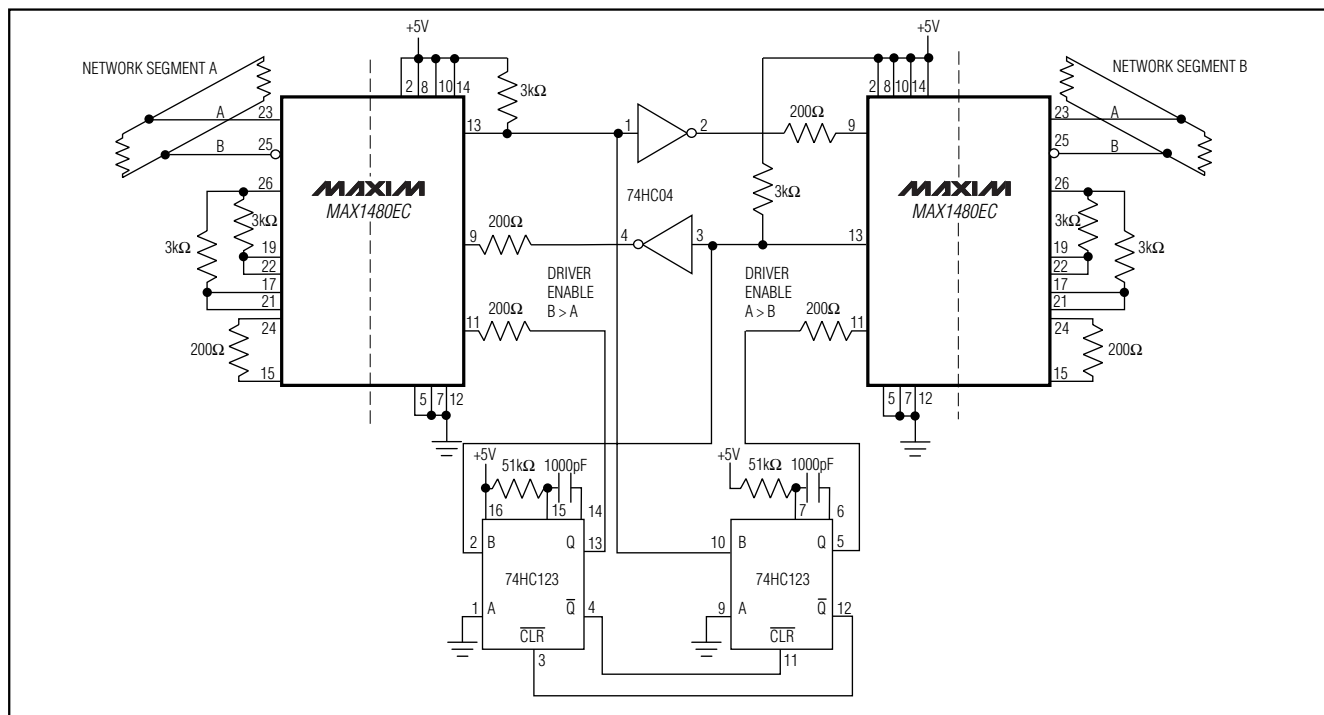 +5V
+5V
NETWORK SEGMENT A
NETWORK SEGMENT B
2 8 10 14
3kΩ
2 8 10 14
A 23
13
1 2
200Ω
9
23 A
B 25
25 B
26
MAXIM
MAX1480EC
74HC04
3kΩ
MAXIM
MAX1480EC
26
3kΩ
3kΩ
3kΩ
3kΩ
19
22
17
21
24
200Ω
15
9
200Ω
4 3
13
19
22
17
21
24
200Ω
15
DRIVER
ENABLE
B > A
DRIVER
ENABLE
A > B
11
200Ω
200Ω
11
5 7 12
5 7 12
+5V
51kΩ
1000pF
+5V
51kΩ
1000pF
16 15 14
7 6
2 B Q 13
10 B Q 5
74HC123
74HC123
1 A Q̅ 4
9 A Q̅ 12
C̅L̅R̅
C̅L̅R̅
3
11